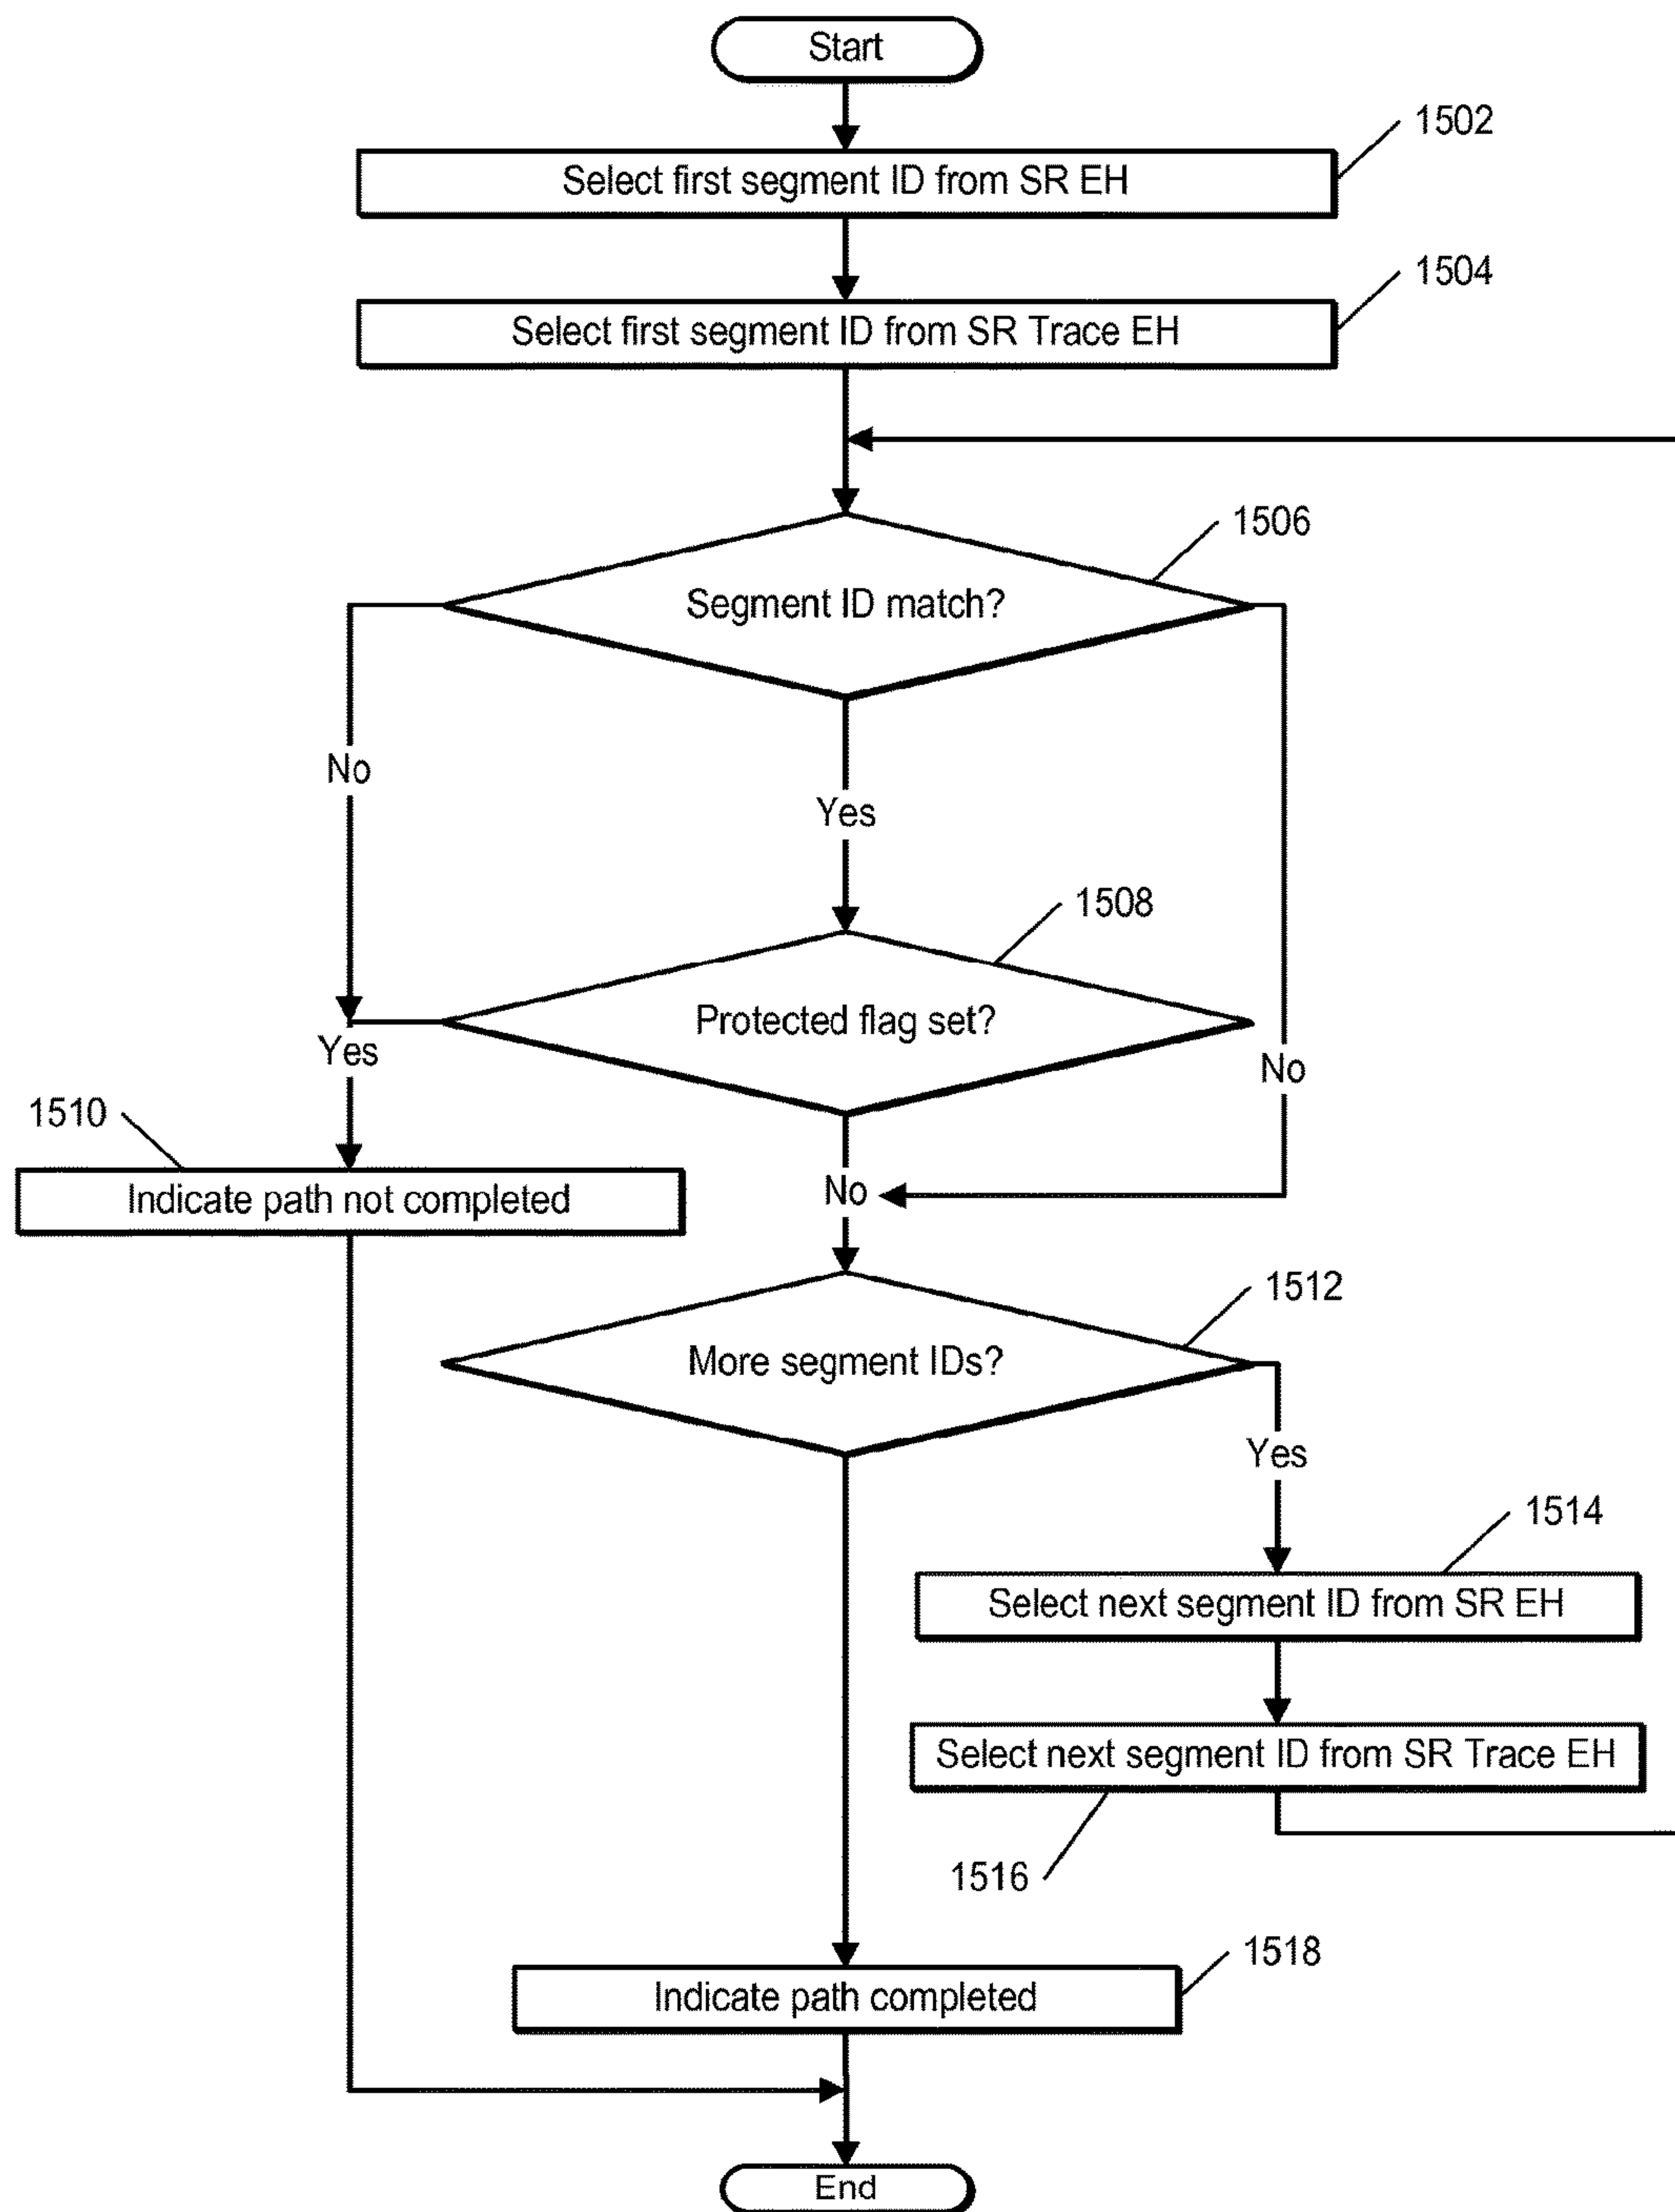 Start
1502
Select first segment ID from SR EH
1504
Select first segment ID from SR Trace EH
1506
Segment ID match?
No
Yes
1508
Protected flag set?
Yes
No
1510
Indicate path not completed
No
1512
More segment IDs?
Yes
1514
Select next segment ID from SR EH
Select next segment ID from SR Trace EH
1516
1518
Indicate path completed
End